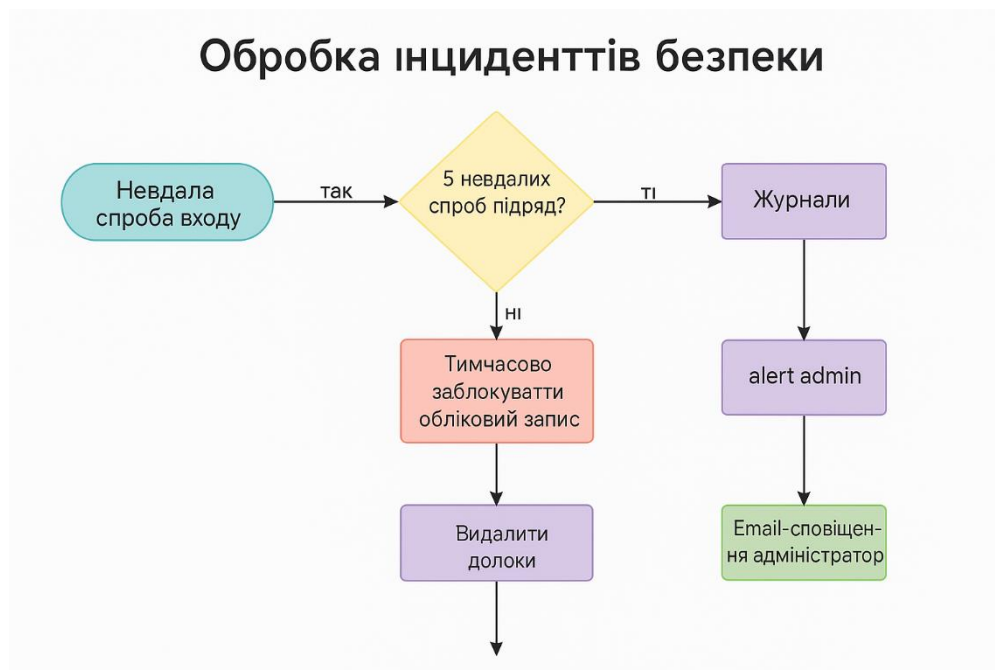 Обробка інциденттів безпеки
Невдала
спроба входу
так
5 невдалих
спроб підряд?
ті
Журнали
ні
Тимчасово
заблокуватти
обліковий запис
alert admin
Видалити
долоки
Email-сповіщен-
ня адміністратор